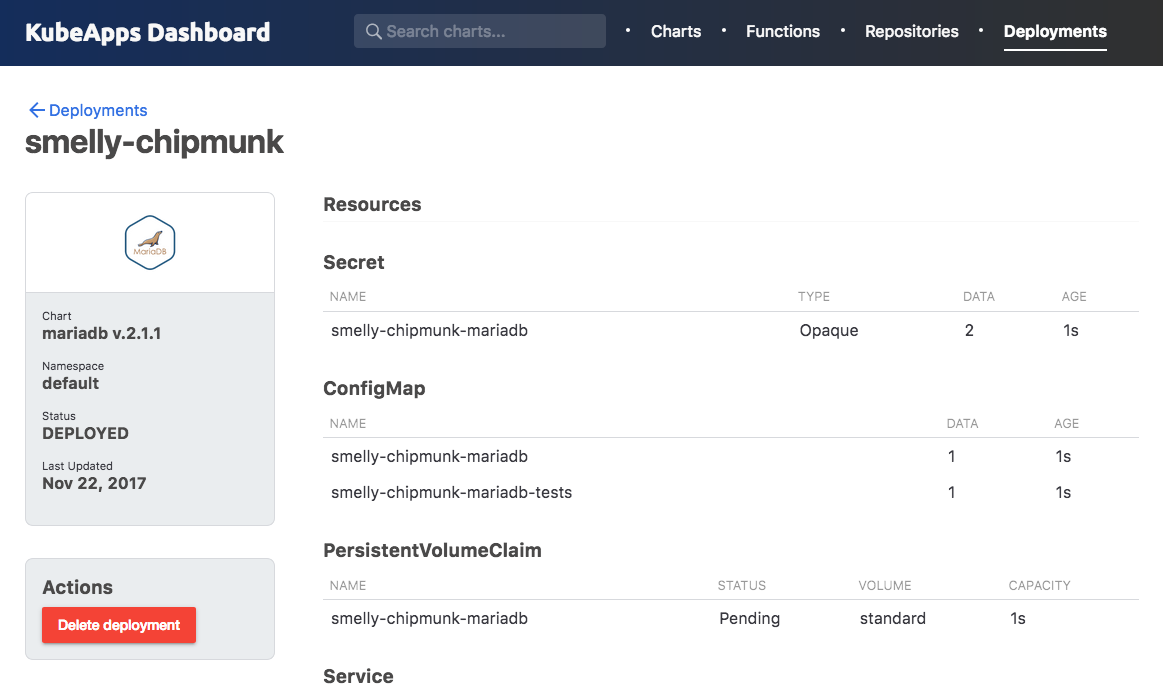 KubeApps Dashboard
Search charts...
• Charts • Functions • Repositories • Deployments
← Deployments
smelly-chipmunk
MariaDB
Chart
mariadb v.2.1.1
Namespace
default
Status
DEPLOYED
Last Updated
Nov 22, 2017
Actions
Delete deployment
Resources
Secret
NAME TYPE DATA AGE
smelly-chipmunk-mariadb Opaque 2 1s
ConfigMap
NAME DATA AGE
smelly-chipmunk-mariadb 1 1s
smelly-chipmunk-mariadb-tests 1 1s
PersistentVolumeClaim
NAME STATUS VOLUME CAPACITY
smelly-chipmunk-mariadb Pending standard 1s
Service